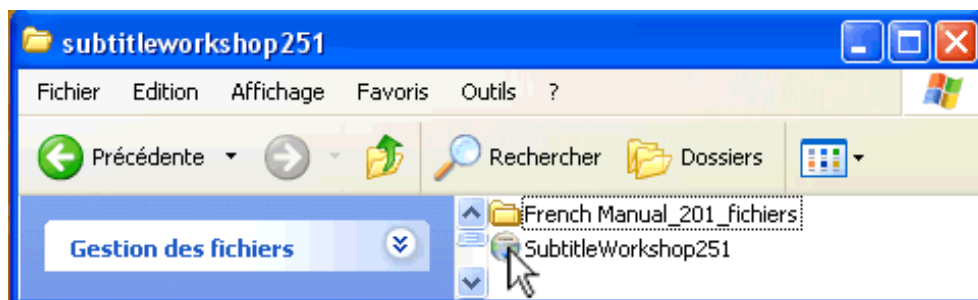 subtitleworkshop251
Fichier Edition Affichage Favoris Outils ?
Précédente Rechercher Dossiers
French Manual_201_fichiers
Gestion des fichiers SubtitleWorkshop251